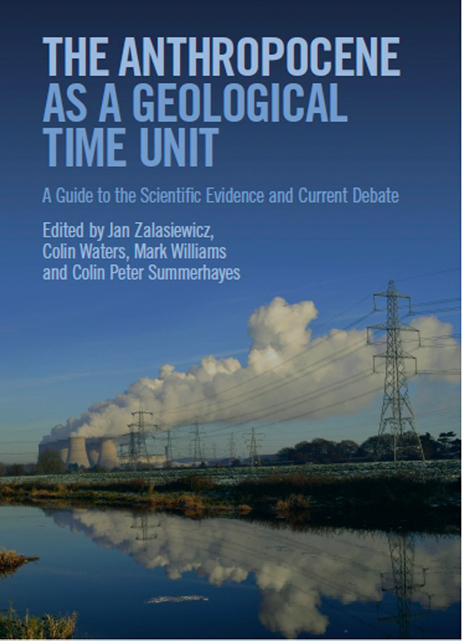 THE ANTHROPOCENE
AS A GEOLOGICAL
TIME UNIT
A Guide to the Scientific Evidence and Current Debate
Edited by Jan Zalasiewicz,
Colin Waters, Mark Williams
and Colin Peter Summerhayes